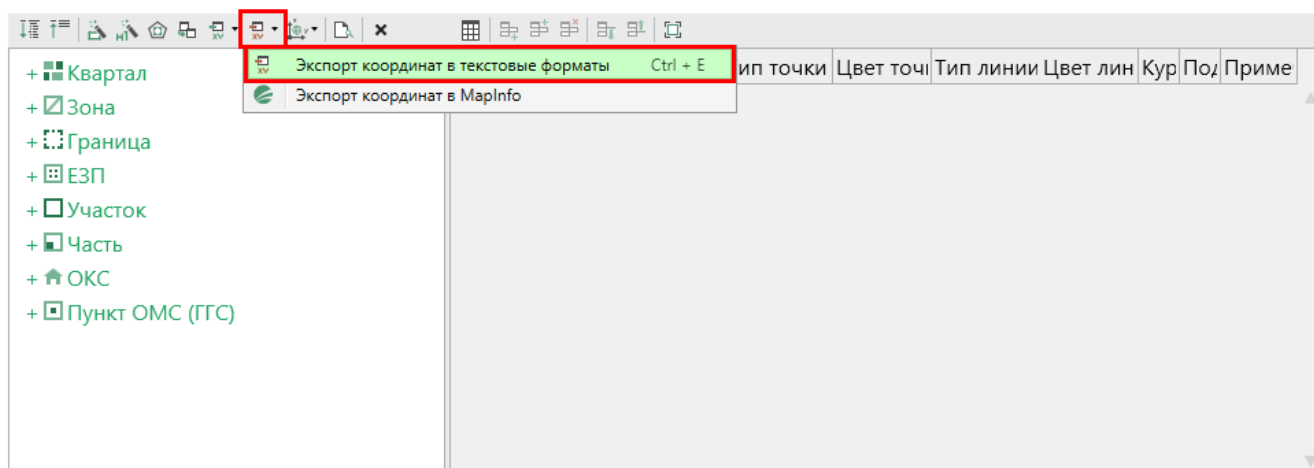 Экспорт координат в текстовые форматы Ctrl + E
Экспорт координат в MapInfo
ип точки Цвет точ Тип линии Цвет лин Кур Под Приме
+ Квартал
+ Зона
+ Граница
+ ЕЗП
+ Участок
+ Часть
+ ОКС
+ Пункт ОМС (ГГС)